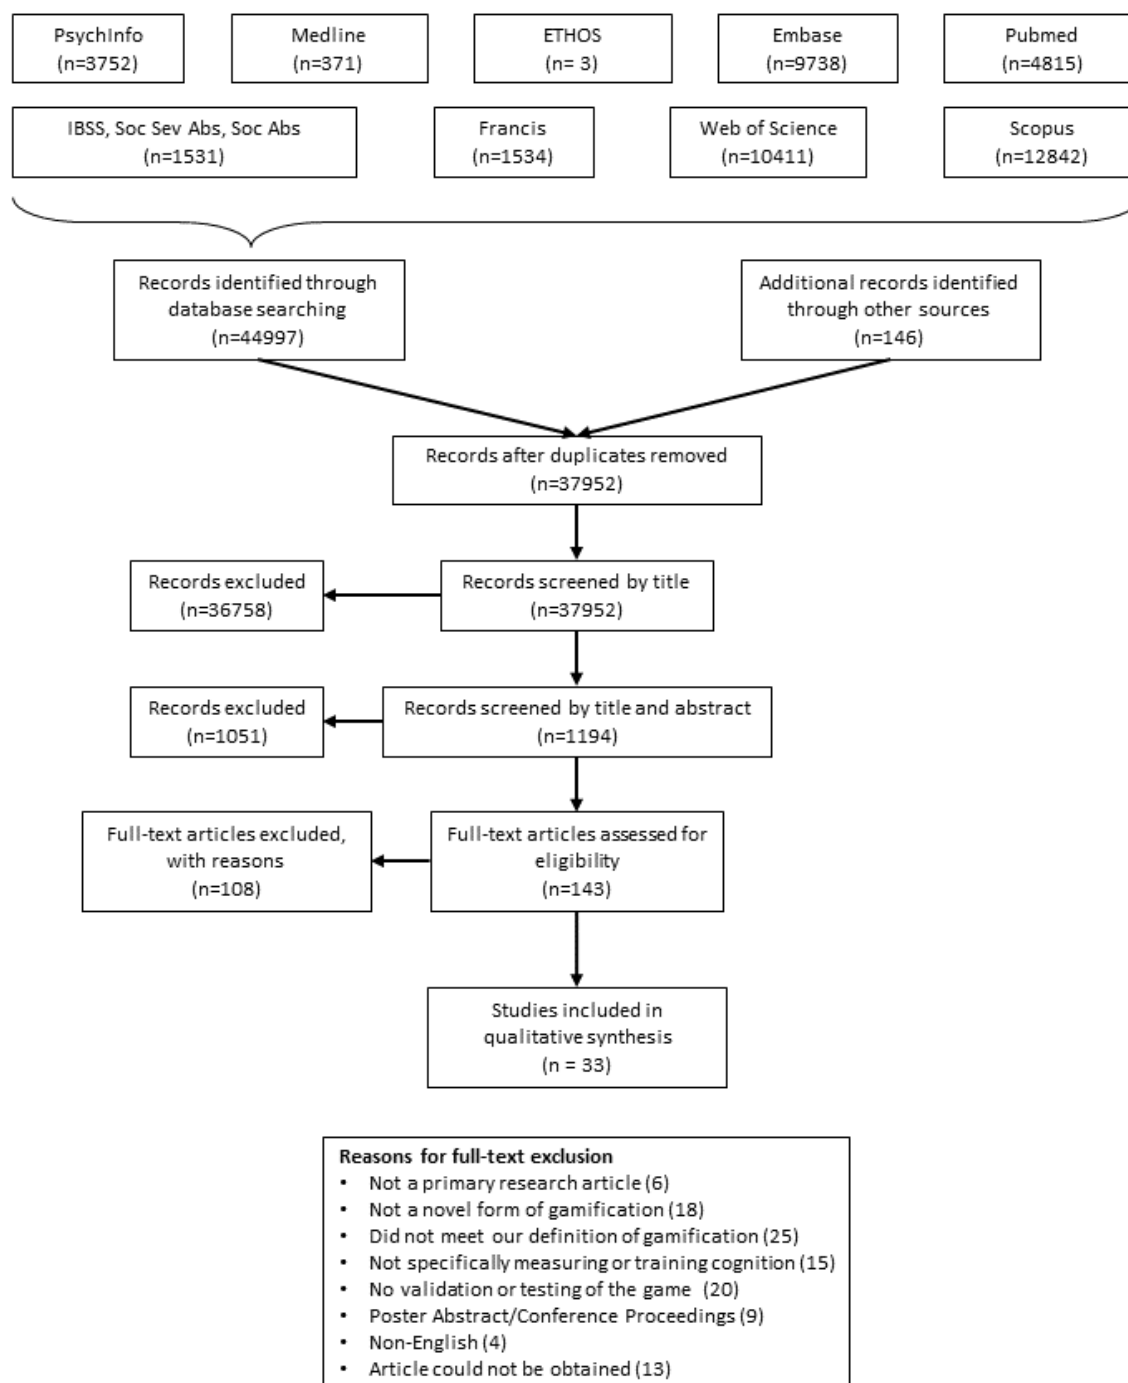 PsychInfo
(n=3752)
Medline
(n=371)
ETHOS
(n= 3)
Embase
(n=9738)
Pubmed
(n=4815)
IBSS, Soc Sev Abs, Soc Abs
(n=1531)
Francis
(n=1534)
Web of Science
(n=10411)
Scopus
(n=12842)
Records identified through
database searching
(n=44997)
Additional records identified
through other sources
(n=146)
Records after duplicates removed
(n=37952)
Records excluded
(n=36758)
Records screened by title
(n=37952)
Records excluded
(n=1051)
Records screened by title and abstract
(n=1194)
Full-text articles excluded,
with reasons
(n=108)
Full-text articles assessed for
eligibility
(n=143)
Studies included in
qualitative synthesis
(n = 33)
Reasons for full-text exclusion
• Not a primary research article (6)
• Not a novel form of gamification (18)
• Did not meet our definition of gamification (25)
• Not specifically measuring or training cognition (15)
• No validation or testing of the game (20)
• Poster Abstract/Conference Proceedings (9)
• Non-English (4)
• Article could not be obtained (13)